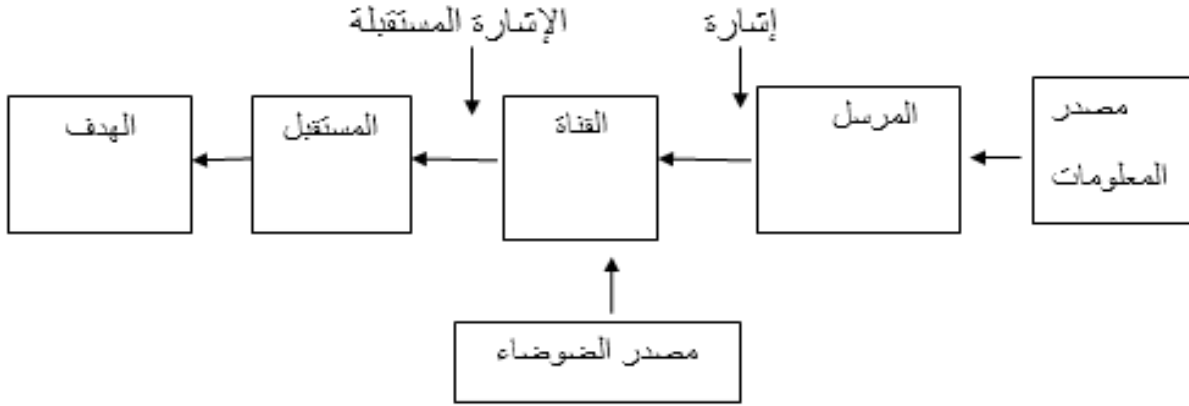 إشارة
الإشارة المستقبلة
مصدر
المعلومات
المرسل
القناة
المستقبل
الهدف
مصدر الضوضاء